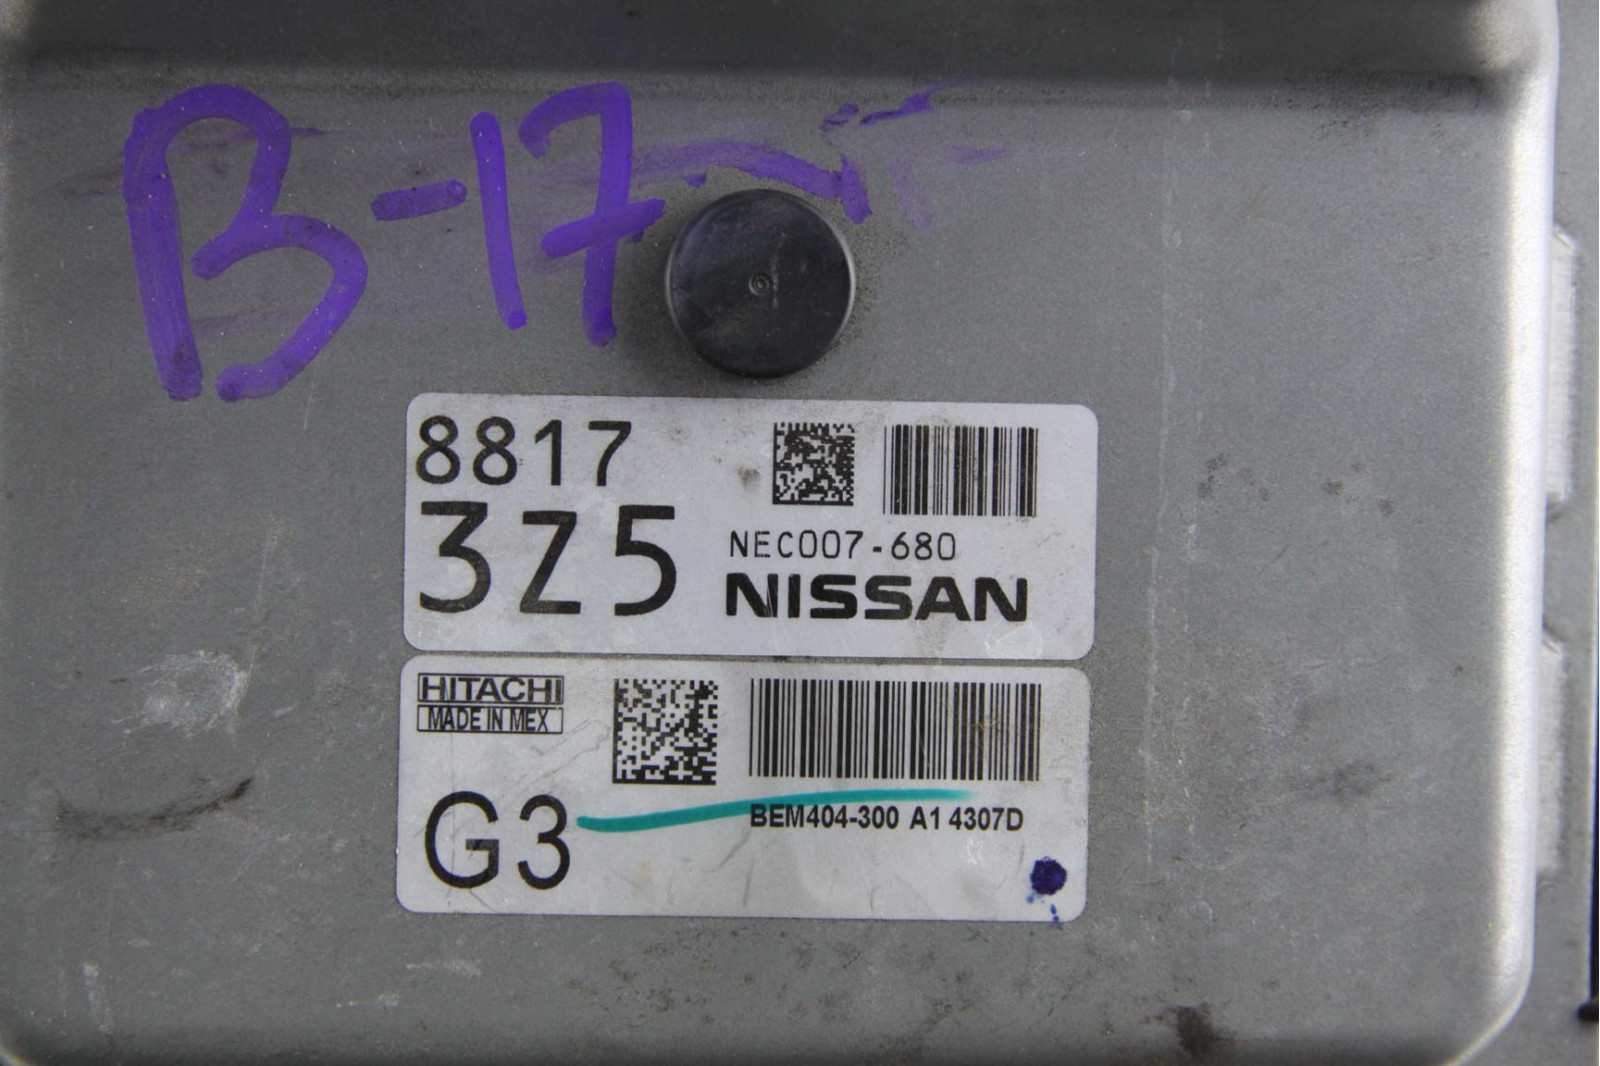 B-17
8817
3Z5
NEC007-680
NISSAN
HITACHI
MADE IN MEX
G3
BEM404-300 A1 4307D